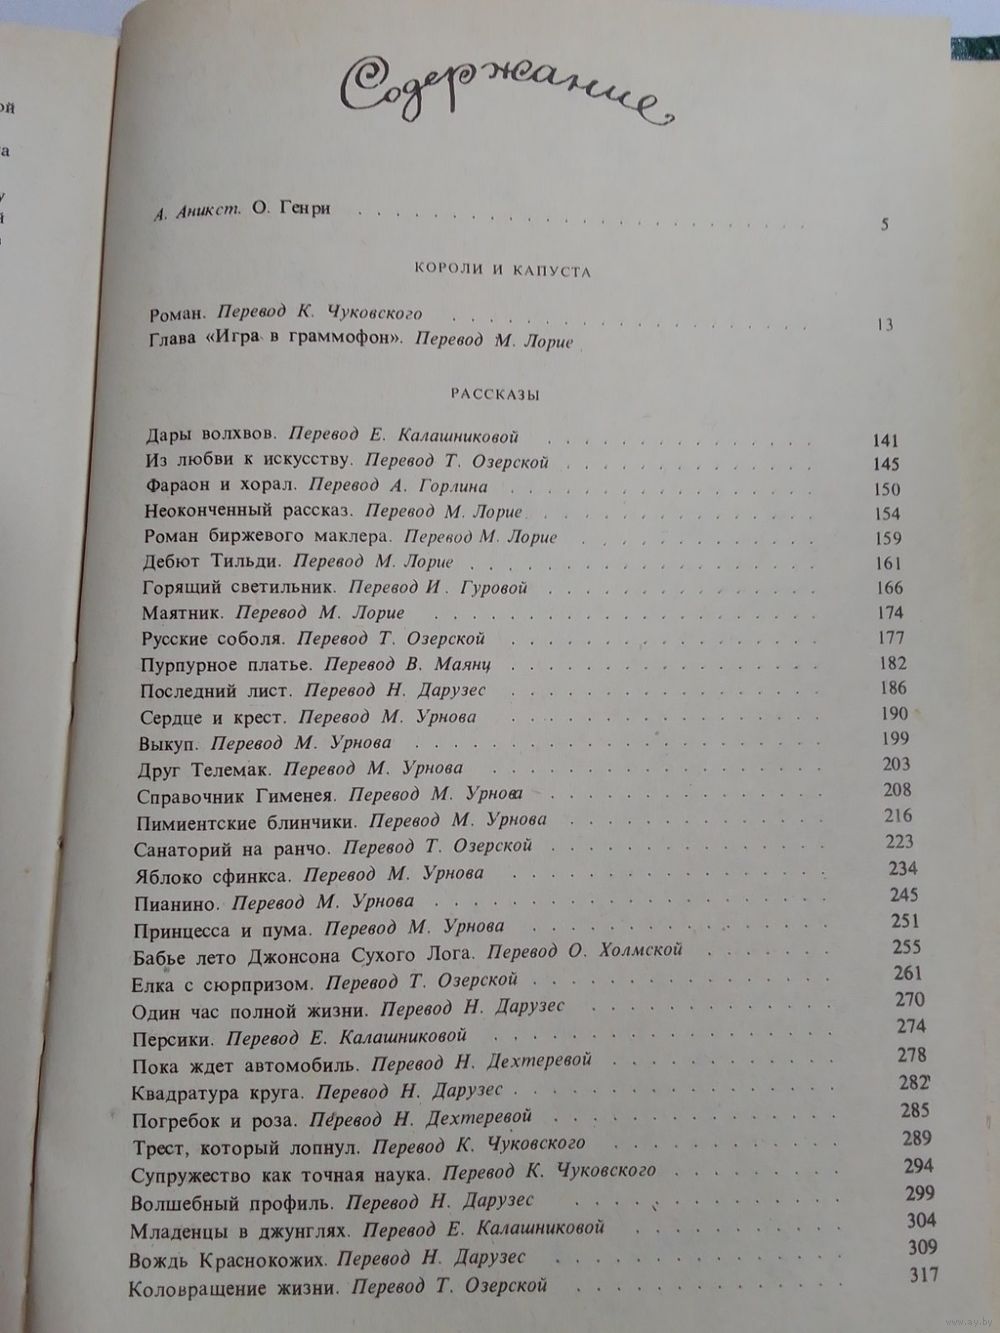 ой
а
у
й
в
Содержание
А. Аникст. О. Генри . . . . . . . . . . . . . . . . . . . . 5
КОРОЛИ И КАПУСТА
Роман. Перевод К. Чуковского . . . . . . . . . . . . . . . . 13
Глава «Игра в граммофон». Перевод М. Лорие
РАССКАЗЫ
Дары волхвов. Перевод Е. Калашниковой . . . . . . . . . . . . 141
Из любви к искусству. Перевод Т. Озерской . . . . . . . . . . . 145
Фараон и хорал. Перевод А. Горлина . . . . . . . . . . . . . 150
Неоконченный рассказ. Перевод М. Лорие . . . . . . . . . . . . 154
Роман биржевого маклера. Перевод М. Лорие . . . . . . . . . . 159
Дебют Тильди. Перевод М. Лорие . . . . . . . . . . . . . . . 161
Горящий светильник. Перевод И. Гуровой . . . . . . . . . . . . 166
Маятник. Перевод М. Лорие . . . . . . . . . . . . . . . . 174
Русские соболя. Перевод Т. Озерской . . . . . . . . . . . . . 177
Пурпурное платье. Перевод В. Маянц . . . . . . . . . . . . . 182
Последний лист. Перевод Н. Дарузес . . . . . . . . . . . . . 186
Сердце и крест. Перевод М. Урнова . . . . . . . . . . . . . 190
Выкуп. Перевод М. Урнова . . . . . . . . . . . . . . . . . 199
Друг Телемак. Перевод М. Урнова . . . . . . . . . . . . . . 203
Справочник Гименея. Перевод М. Урнова . . . . . . . . . . . . 208
Пимиентские блинчики. Перевод М. Урнова . . . . . . . . . . . 216
Санаторий на ранчо. Перевод Т. Озерской . . . . . . . . . . . 223
Яблоко сфинкса. Перевод М. Урнова . . . . . . . . . . . . . 234
Пианино. Перевод М. Урнова . . . . . . . . . . . . . . . . 245
Принцесса и пума. Перевод М. Урнова . . . . . . . . . . . . 251
Бабье лето Джонсона Сухого Лога. Перевод О. Холмской . . . . . . 255
Елка с сюрпризом. Перевод Т. Озерской . . . . . . . . . . . . 261
Один час полной жизни. Перевод Н. Дарузес . . . . . . . . . . 270
Персики. Перевод Е. Калашниковой . . . . . . . . . . . . . . 274
Пока ждет автомобиль. Перевод Н. Дехтеревой . . . . . . . . . 278
Квадратура круга. Перевод Н. Дарузес . . . . . . . . . . . . . 282
Погребок и роза. Перевод Н. Дехтеревой . . . . . . . . . . . . 285
Трест, который лопнул. Перевод К. Чуковского . . . . . . . . . 289
Супружество как точная наука. Перевод К. Чуковского . . . . . . . 294
Волшебный профиль. Перевод Н. Дарузес . . . . . . . . . . . 299
Младенцы в джунглях. Перевод Е. Калашниковой . . . . . . . . 304
Вождь Краснокожих. Перевод Н. Дарузес . . . . . . . . . . . . 309
Коловращение жизни. Перевод Т. Озерской . . . . . . . . . . . 317
www.ay.by